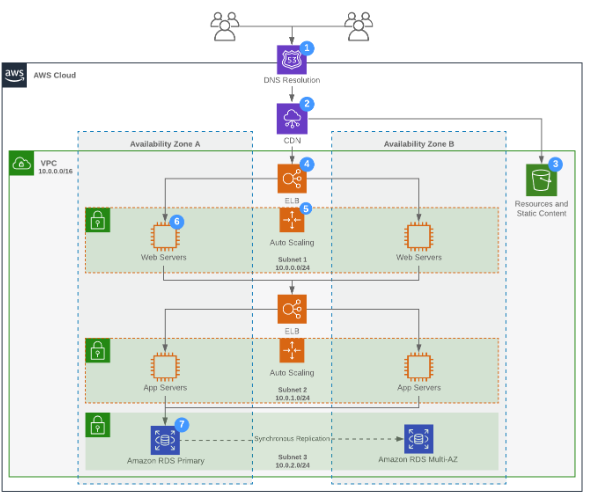 1
53
DNS Resolution
aws
AWS Cloud
2
CDN
Availability Zone A
Availability Zone B
VPC
10.0.0.0/16
4
ELB
3
Resources and
Static Content
5
Auto Scaling
6
Web Servers
Web Servers
Subnet 1
10.0.0.0/24
ELB
Auto Scaling
App Servers
App Servers
Subnet 2
10.0.1.0/24
7
Synchronous Replication
Amazon RDS Primary
Amazon RDS Multi-AZ
Subnet 3
10.0.2.0/24